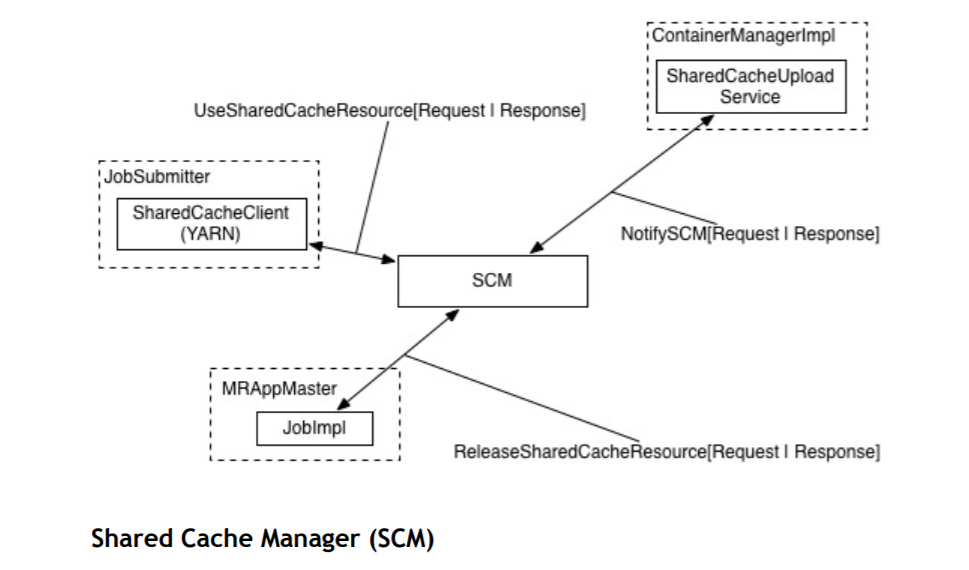 ContainerManagerImpl
SharedCacheUpload
Service
UseSharedCacheResource[Request | Response]
JobSubmitter
SharedCacheClient
(YARN)
NotifySCM[Request | Response]
SCM
MRAppMaster
JobImpl
ReleaseSharedCacheResource[Request | Response]
Shared Cache Manager (SCM)